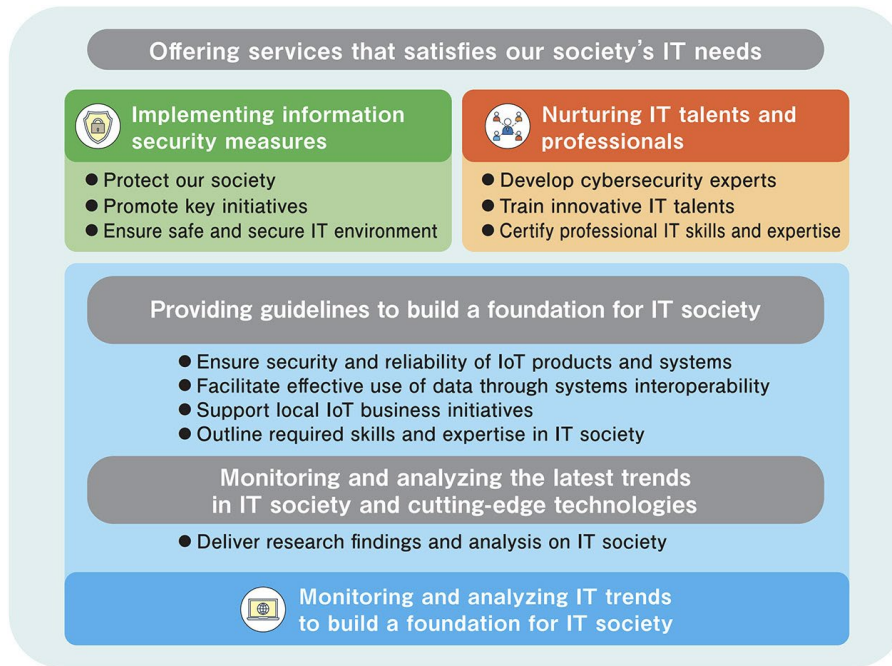 Offering services that satisfies our society's IT needs
Implementing information
security measures
● Protect our society
● Promote key initiatives
● Ensure safe and secure IT environment
Nurturing IT talents and
professionals
● Develop cybersecurity experts
● Train innovative IT talents
● Certify professional IT skills and expertise
Providing guidelines to build a foundation for IT society
● Ensure security and reliability of IoT products and systems
● Facilitate effective use of data through systems interoperability
● Support local IoT business initiatives
● Outline required skills and expertise in IT society
Monitoring and analyzing the latest trends
in IT society and cutting-edge technologies
● Deliver research findings and analysis on IT society
Monitoring and analyzing IT trends
to build a foundation for IT society